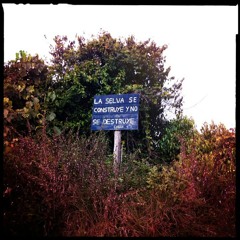 LA SELVA SE
CONSTRUYE Y NO
SE DESTRUYE